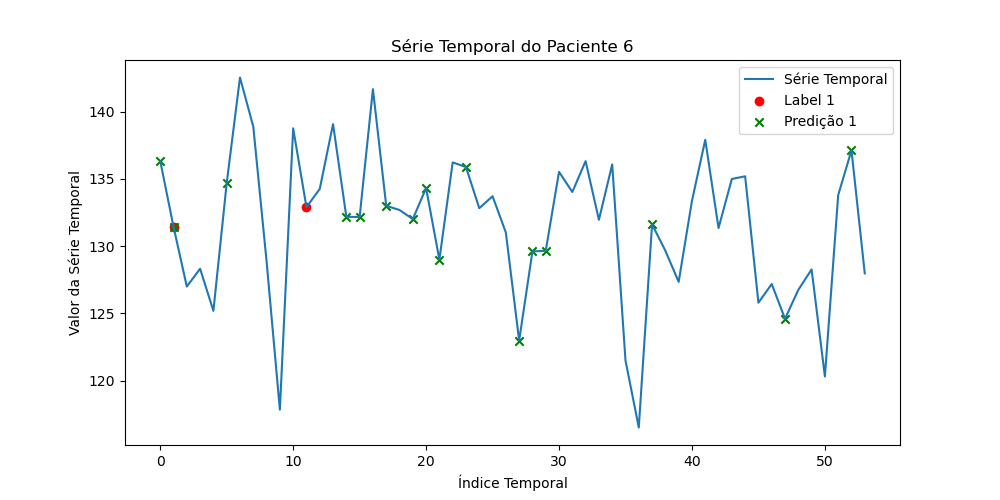 Série Temporal do Paciente 6
Série Temporal
Label 1
Predição 1
Valor da Série Temporal
140
135
130
125
120
0 10 20 30 40 50
Índice Temporal